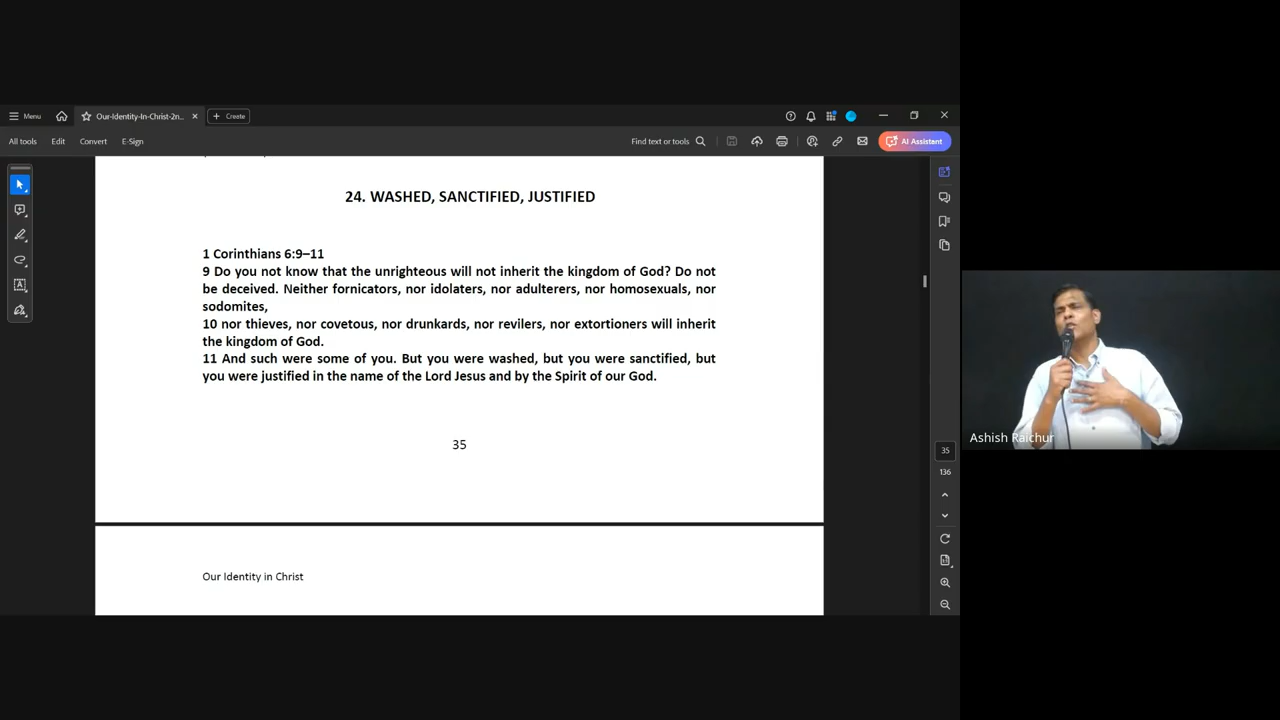 Menu
Our-Identity-In-Christ-2n...
Create
All tools
Edit
Convert
E-Sign
Find text or tools
AI Assistant
24. WASHED, SANCTIFIED, JUSTIFIED
1 Corinthians 6:9–11
9 Do you not know that the unrighteous will not inherit the kingdom of God? Do not
be deceived. Neither fornicators, nor idolaters, nor adulterers, nor homosexuals, nor
sodomites,
10 nor thieves, nor covetous, nor drunkards, nor revilers, nor extortioners will inherit
the kingdom of God.
11 And such were some of you. But you were washed, but you were sanctified, but
you were justified in the name of the Lord Jesus and by the Spirit of our God.
35
Our Identity in Christ
35
136
Ashish Raichur